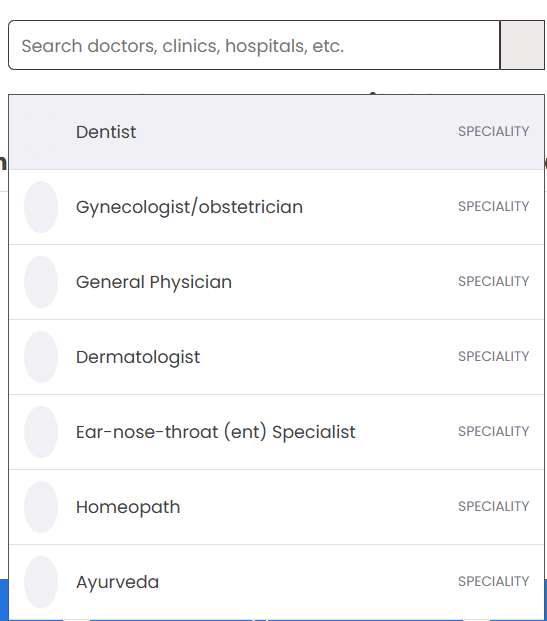 Search doctors, clinics, hospitals, etc.
Dentist SPECIALITY
Gynecologist/obstetrician SPECIALITY
General Physician SPECIALITY
Dermatologist SPECIALITY
Ear-nose-throat (ent) Specialist SPECIALITY
Homeopath SPECIALITY
Ayurveda SPECIALITY